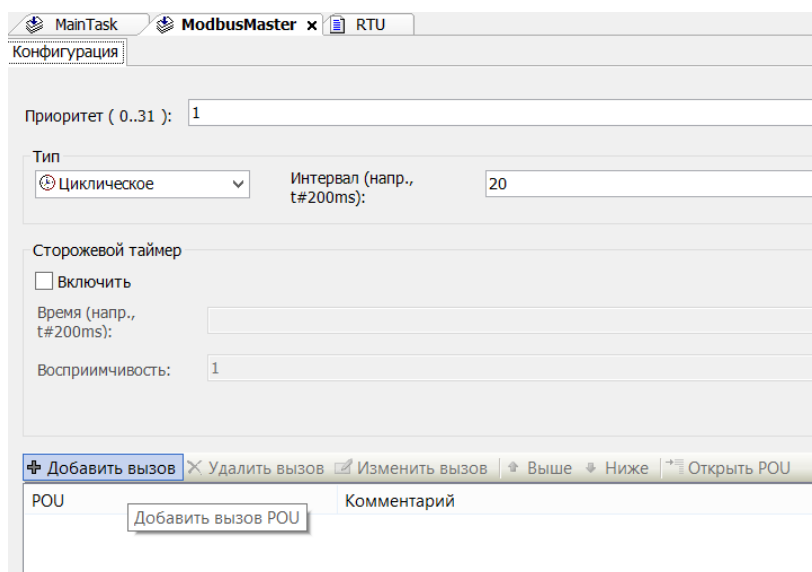 MainTask ModbusMaster x RTU
Конфигурация
Приоритет ( 0..31 ): 1
Тип
Циклическое Интервал (напр., t#200ms): 20
Сторожевой таймер
Включить
Время (напр., t#200ms):
Восприимчивость: 1
Добавить вызов Удалить вызов Изменить вызов Выше Ниже Открыть POU
POU Комментарий
Добавить вызов POU